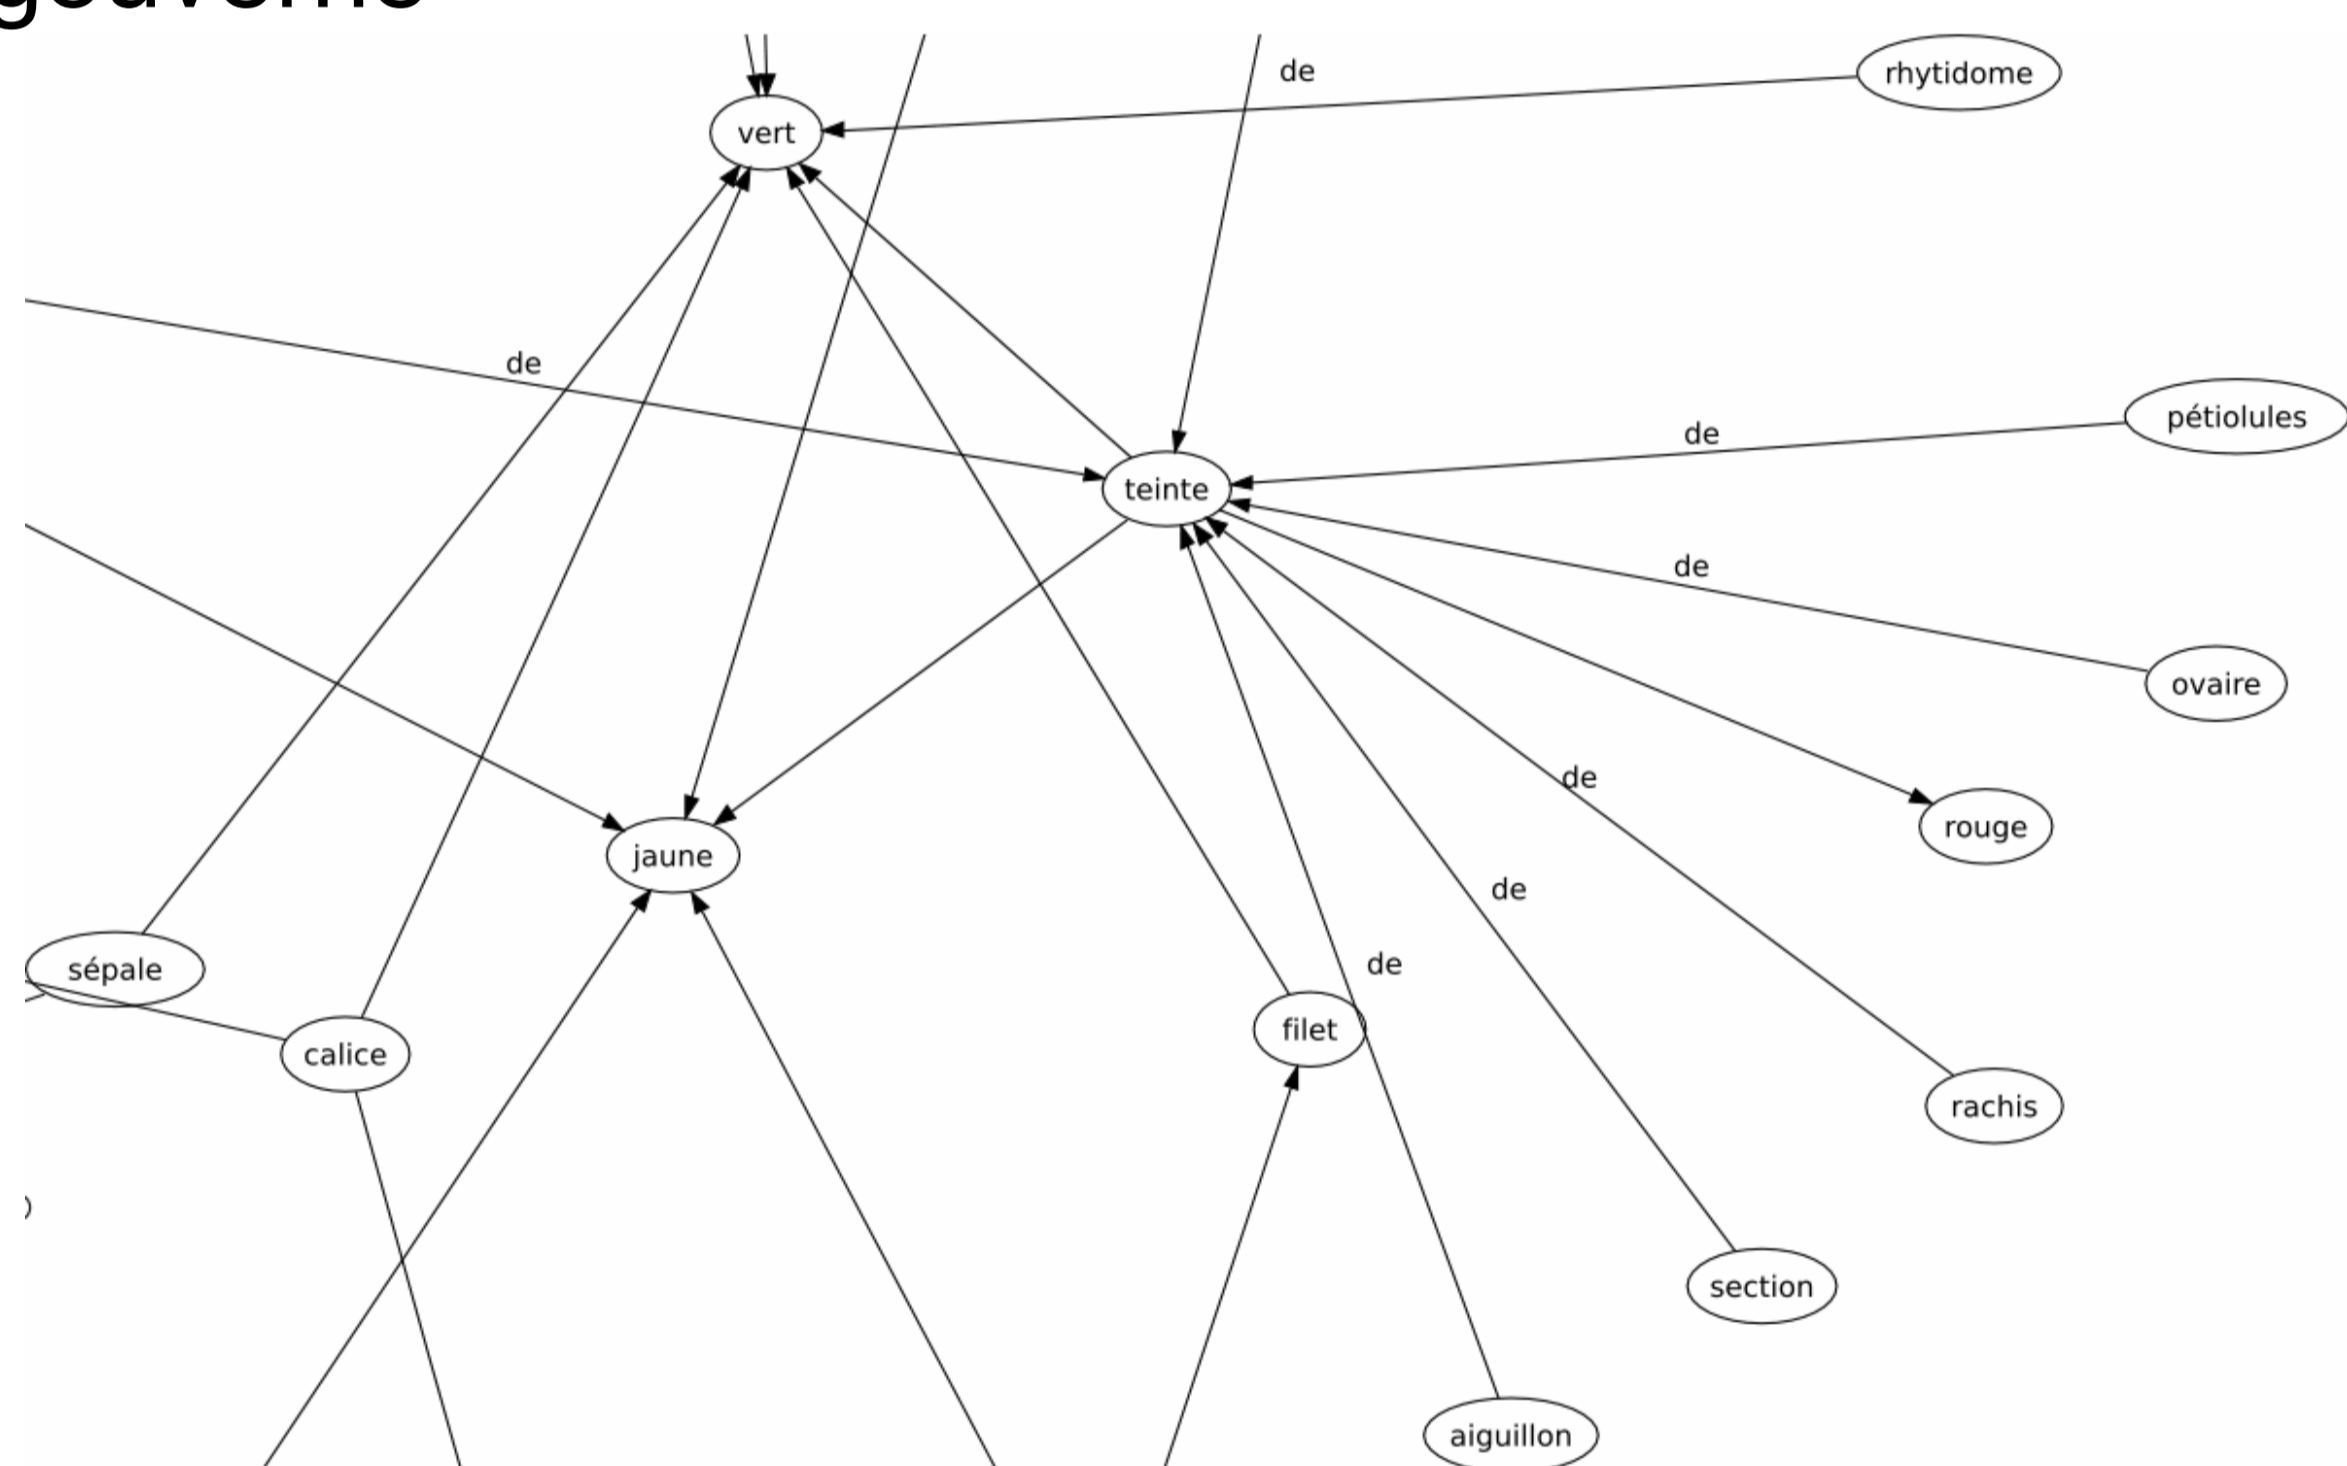 de
rhytidome
vert
de
pétiolules
de
teinte
de
ovaire
de
rouge
jaune
de
de
sépale
filet
calice
rachis
section
aiguillon